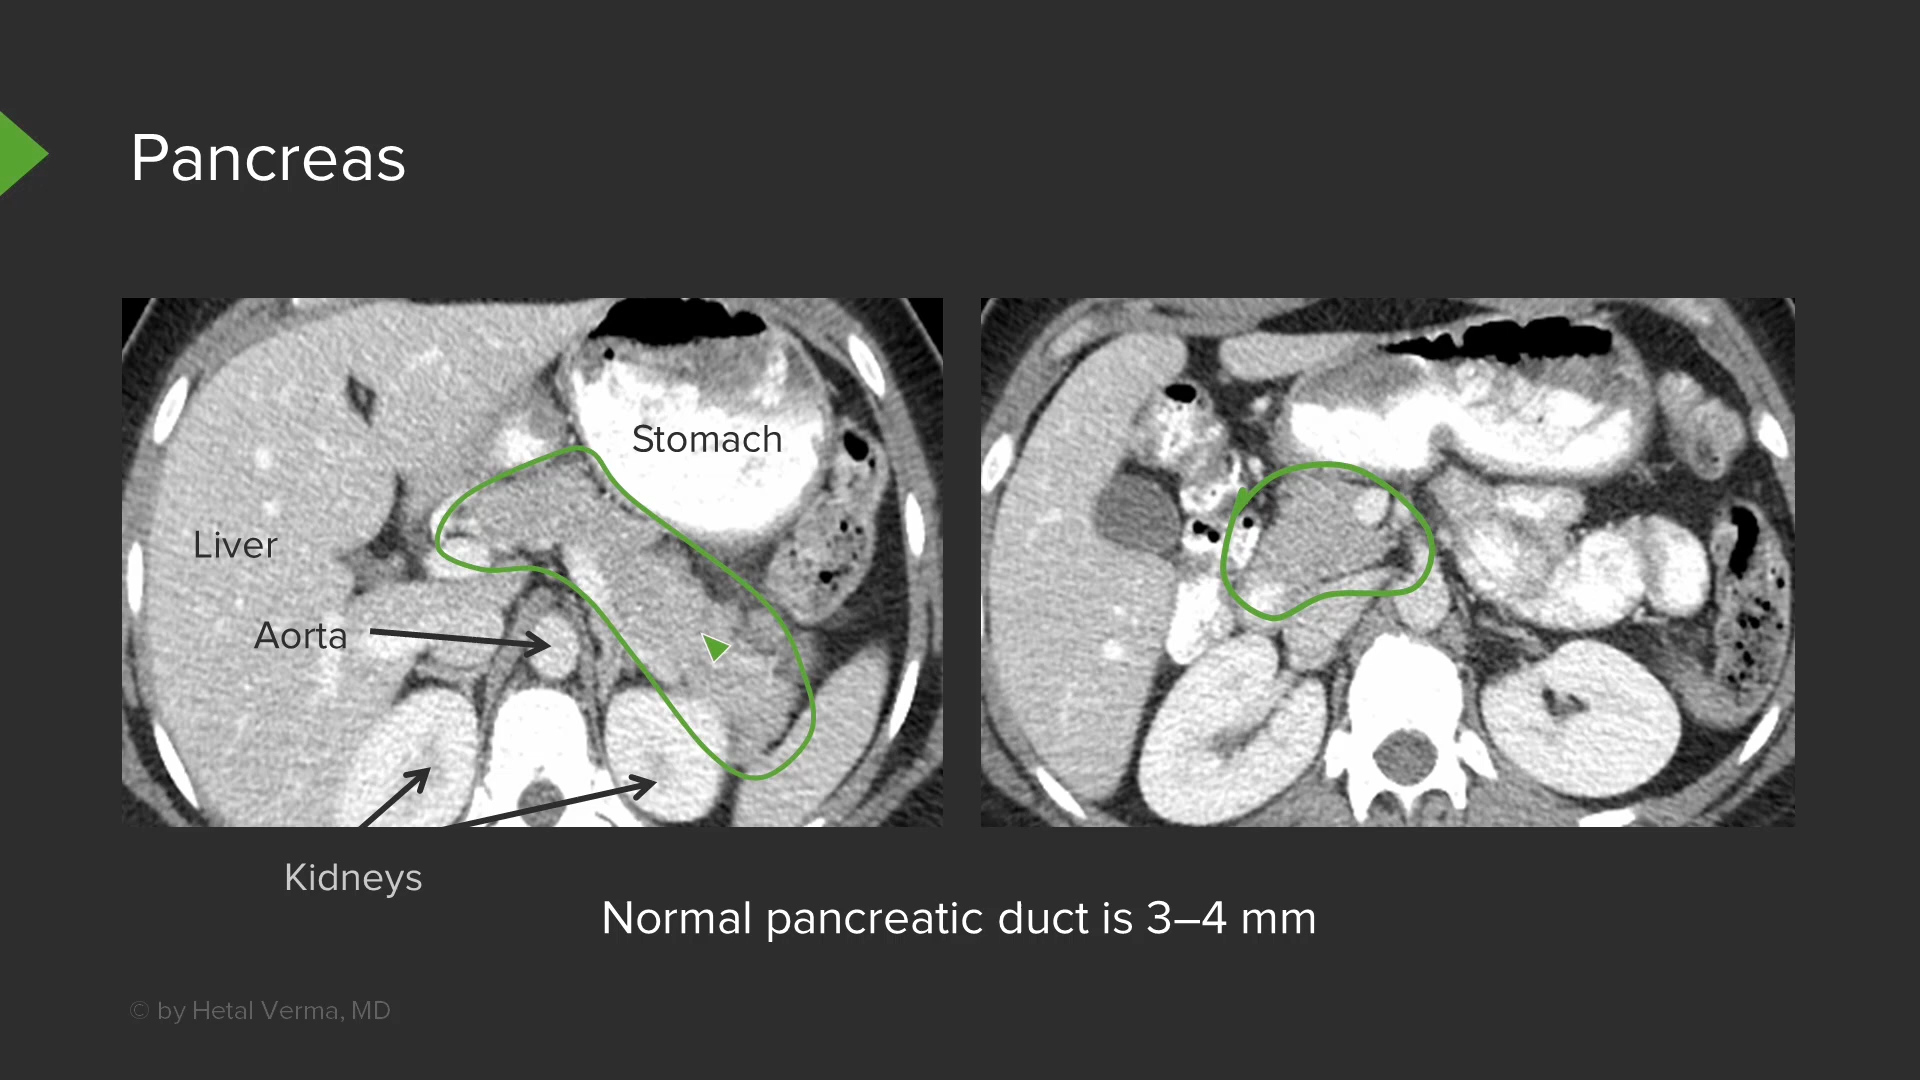 Pancreas
Stomach
Liver
Aorta
Kidneys
Normal pancreatic duct is 3–4 mm
© by Hetal Verma, MD